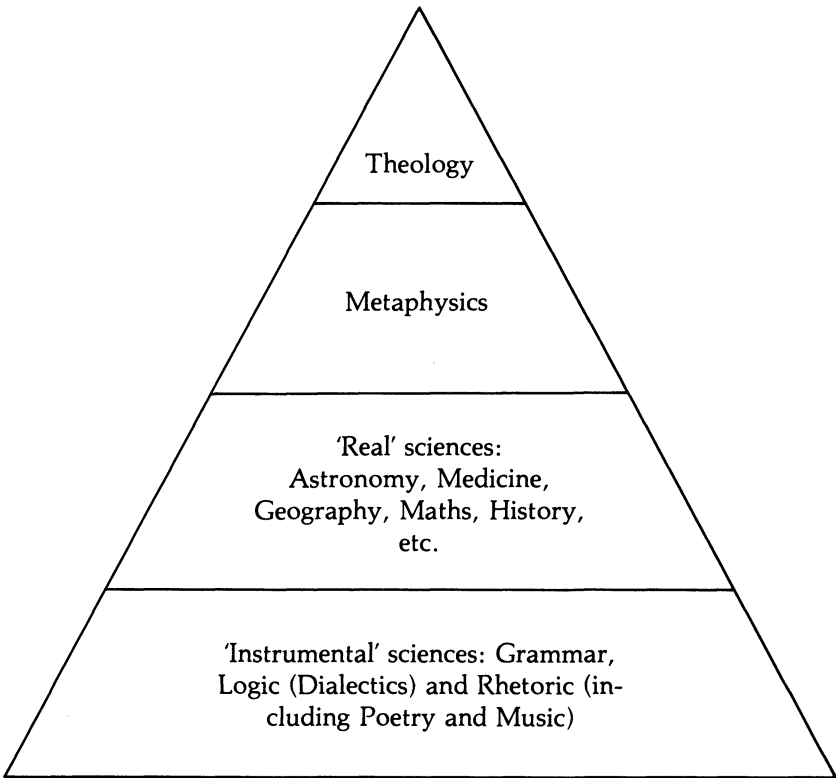 Theology
Metaphysics
'Real' sciences:
Astronomy, Medicine,
Geography, Maths, History,
etc.
'Instrumental' sciences: Grammar,
Logic (Dialectics) and Rhetoric (in-
cluding Poetry and Music)